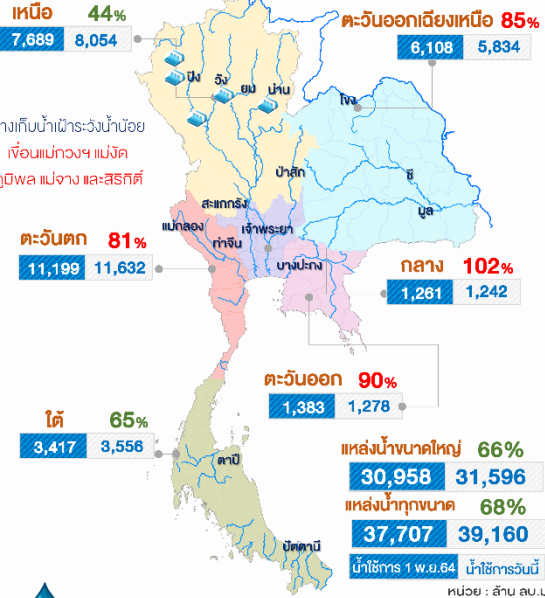 เหนือ 44%
7,689 8,054
ตะวันออกเฉียงเหนือ 85%
6,108 5,834
ปิง วัง ยม น่าน
โขง
างเก็บน้ำเฝ้าระวังน้ำน้อย
เขื่อนแม่กวงฯ แม่งัด
ภูมิพล แม่จาง และสิริกิติ์
ป่าสัก
ชี
มูล
สะแกกรัง
แม่กลอง
ท่าจีน
เจ้าพระยา
บางปะกง
ตะวันตก 81%
11,199 11,632
กลาง 102%
1,261 1,242
ตะวันออก 90%
1,383 1,278
ใต้ 65%
3,417 3,556
ตาปี
ปัตตานี
แหล่งน้ำขนาดใหญ่ 66%
30,958 31,596
แหล่งน้ำทุกขนาด 68%
37,707 39,160
น้ำใช้การ 1 พ.ย.64 น้ำใช้การวันนี้
หน่วย : ล้าน ลบ.ม